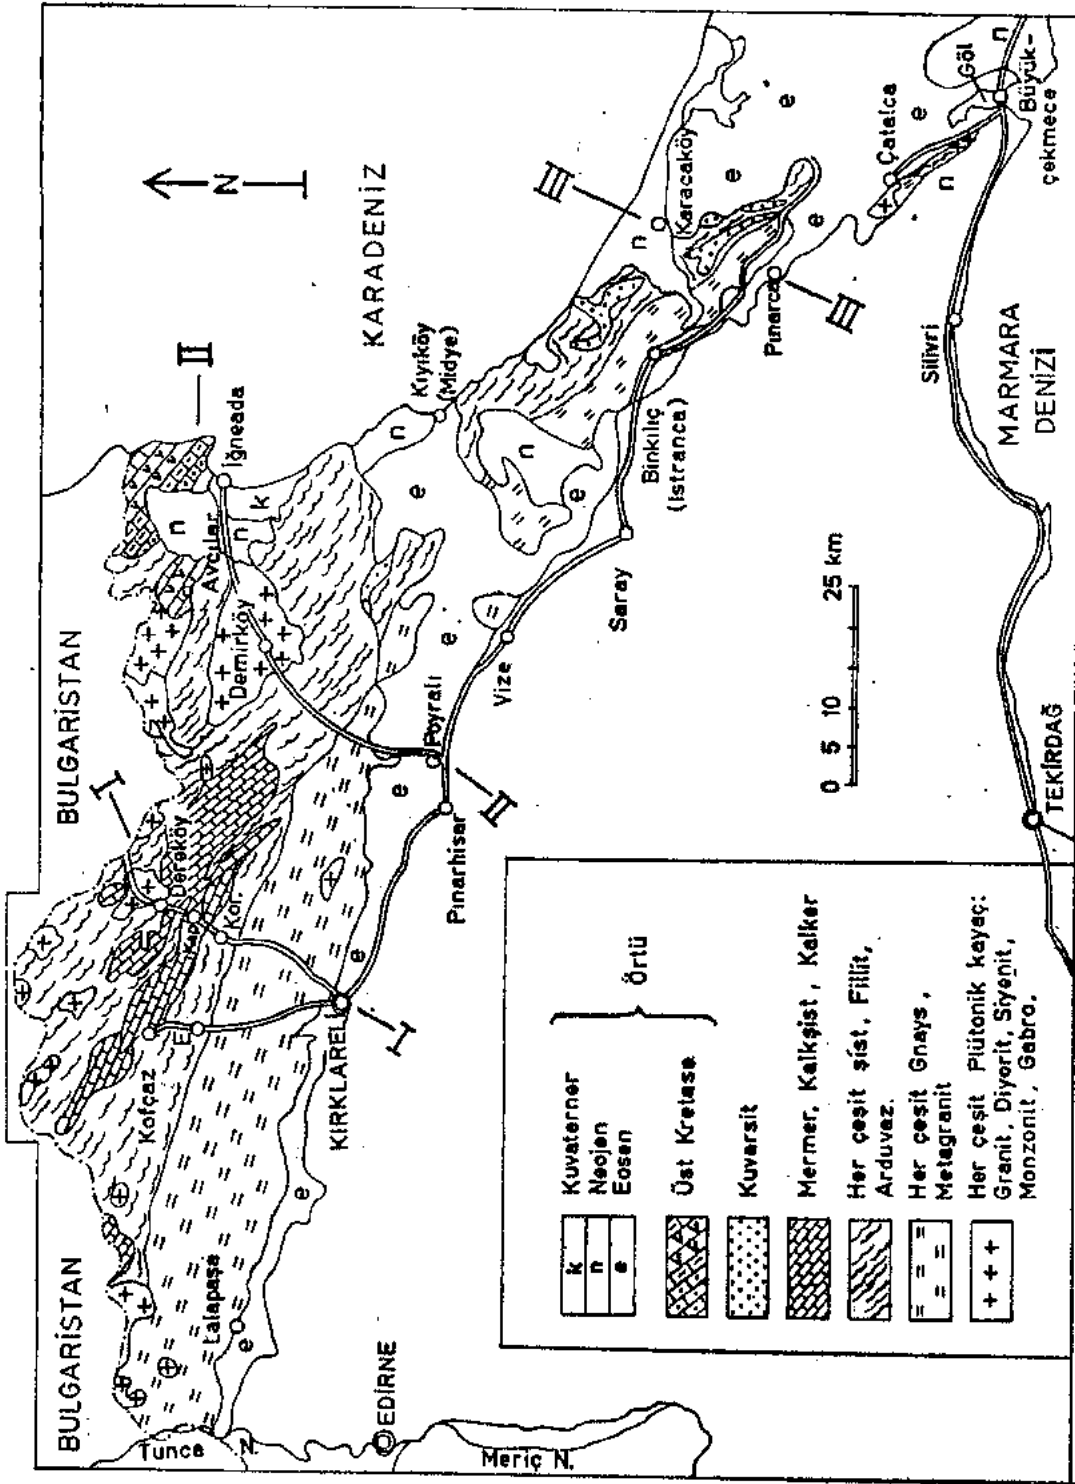 BULGARİSTAN
BULGARİSTAN
KARADENİZ
N
I
II
III
Tunca
N.
EDİRNE
Meriç N.
Lalapaşa
Kofçaz
E
Dereköy
Kap.
Kor.
KIRKLARELİ
I
Pınarhisar
Poyralı
II
Demirköy
Avcılar
İğneada
Vize
Saray
Kıyıköy
(Midye)
Binkılıç
(Istranca)
Karacaköy
Pınarca
III
Çatalca
Göl
Büyük-
çekmece
Silivri
MARMARA
DENİZİ
TEKİRDAĞ
e
e
e
e
e
e
e
e
e
e
n
n
n
n
n
n
n
k
0 5 10 25 km
k Kuvaterner
n Neojen
e Eosen
Örtü
Üst Kretase
Kuvarsit
Mermer, Kalkşist, Kalker
Her çeşit şist, Fillit,
Arduvaz.
Her çeşit Gnays,
Metagranit
Her çeşit Plütonik kayaç:
Granit, Diyorit, Siyenit,
Monzonit, Gabro.